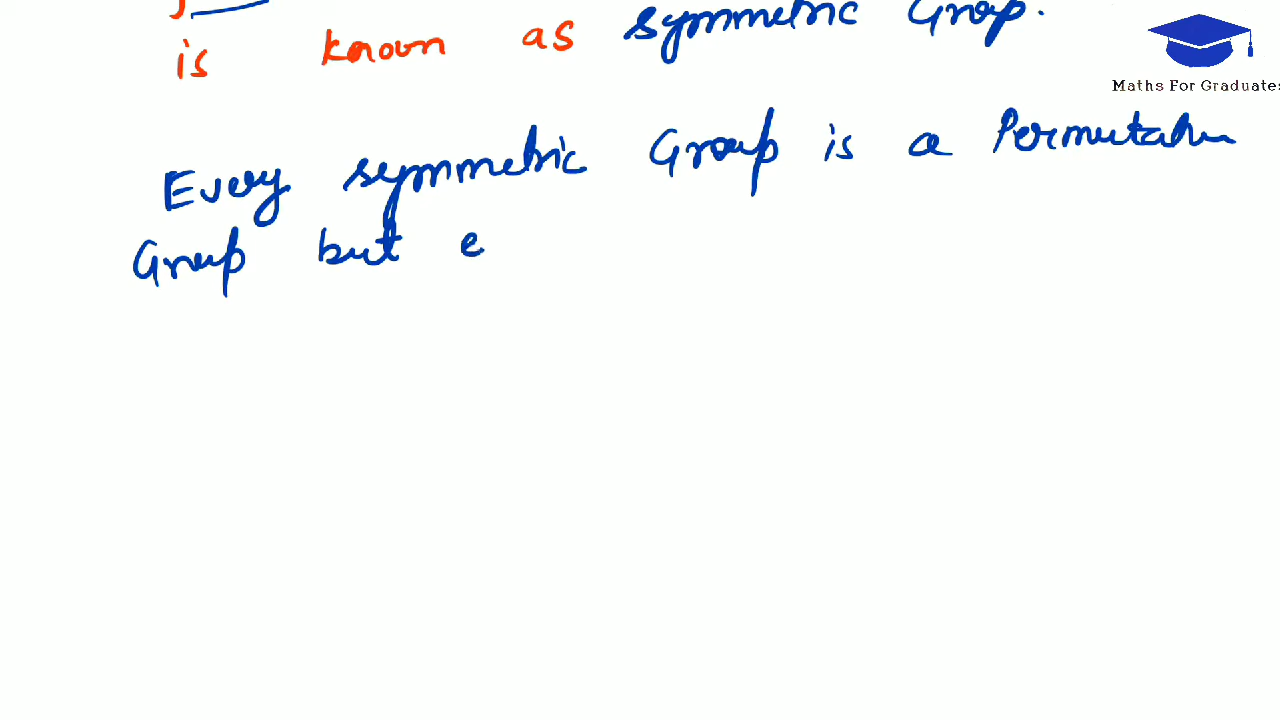 is known as symmetric Group.
Maths For Graduates
Every symmetric Group is a Permutation
Group but e